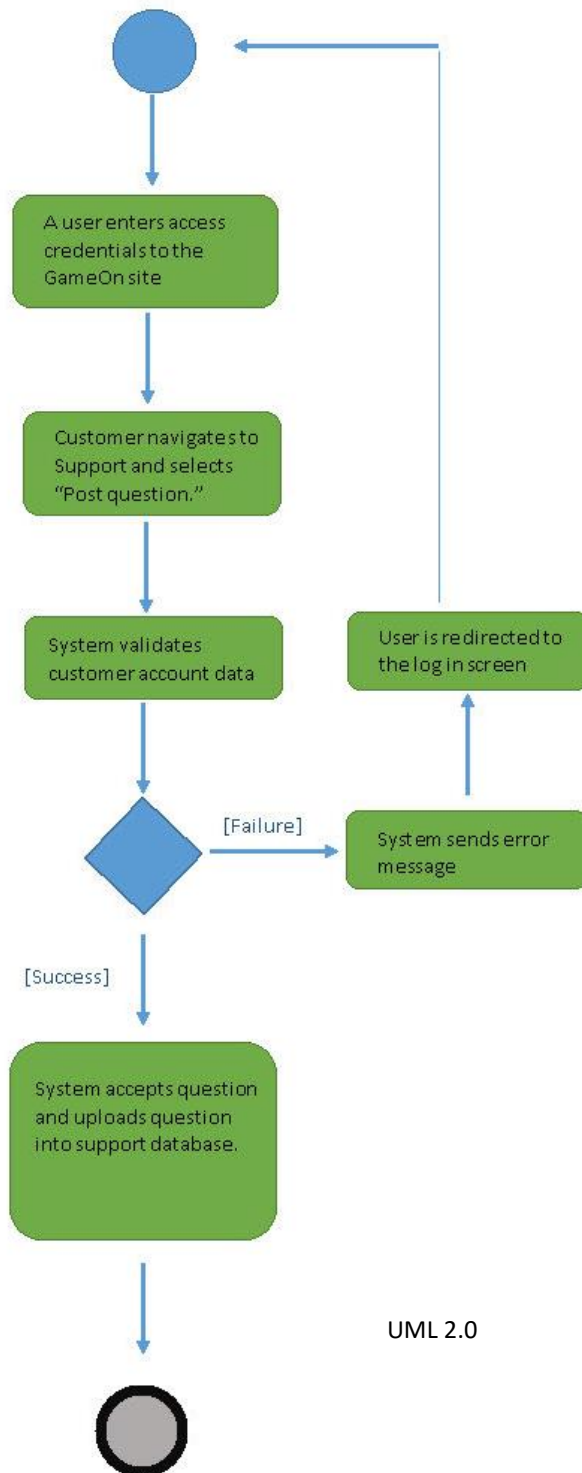 A user enters access
credentials to the
GameOn site
Customer navigates to
Support and selects
“Post question.”
System validates
customer account data
User is redirected to
the log in screen
[Failure]
System sends error
message
[Success]
System accepts question
and uploads question
into support database.
UML 2.0